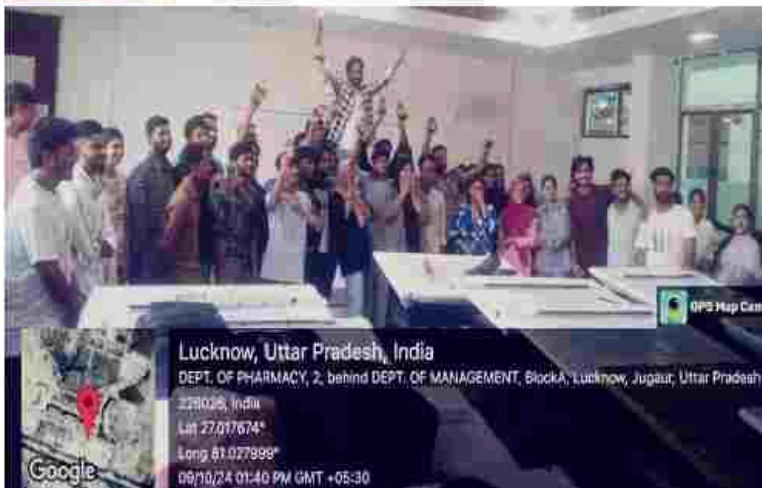 GPS Map Cam
Lucknow, Uttar Pradesh, India
DEPT. OF PHARMACY, 2, behind DEPT. OF MANAGEMENT, BlockA, Lucknow, Jugaur, Uttar Pradesh
226028, India
Lat 27.017674°
Long 81.027999°
09/10/24 01:40 PM GMT +05:30
Google